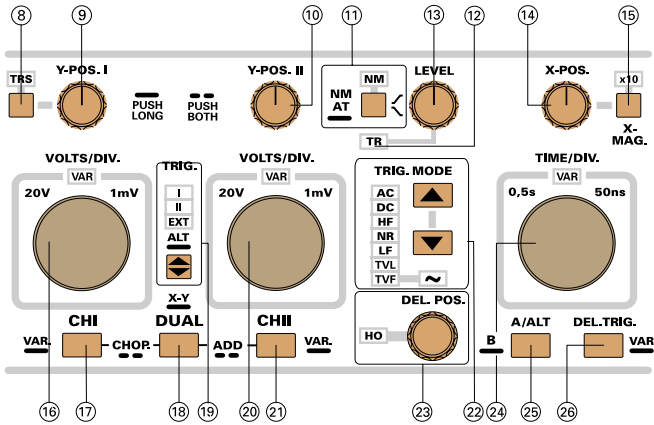 8 9 10 11 13 12 14 15
TRS Y-POS. I Y-POS. II NM LEVEL X-POS. x10
PUSH LONG
PUSH BOTH
NM AT
TR
X-MAG.
VOLTS/DIV.
VAR
20V 1mV
TRIG.
I
II
EXT
ALT
VOLTS/DIV.
VAR
20V 1mV
TRIG. MODE
AC
DC
HF
NR
LF
TVL
TVF ~
TIME/DIV.
VAR
0,5s 50ns
X-Y
DEL. POS.
HO
VAR. CHI CHOP. DUAL ADD CHII VAR.
B A/ALT DEL.TRIG. VAR
16 17 18 19 20 21 23 22 24 25 26